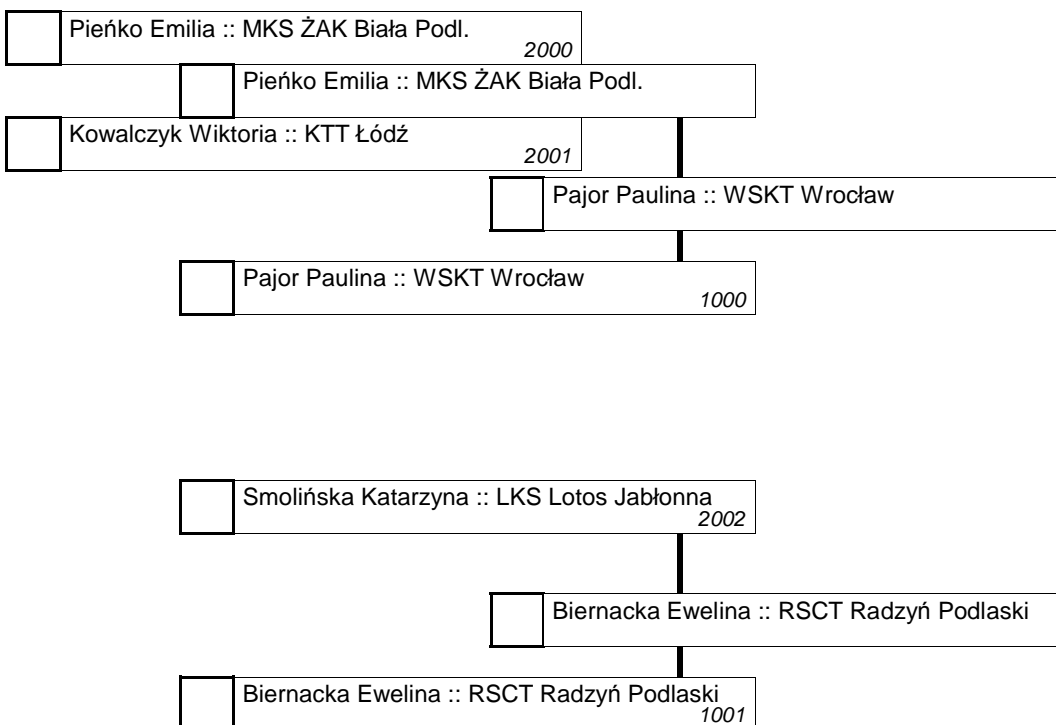 Pieńko Emilia :: MKS ŻAK Biała Podl.
2000
Pieńko Emilia :: MKS ŻAK Biała Podl.
Kowalczyk Wiktoria :: KTT Łódź
2001
Pajor Paulina :: WSKT Wrocław
Pajor Paulina :: WSKT Wrocław
1000
Smolińska Katarzyna :: LKS Lotos Jabłonna
2002
Biernacka Ewelina :: RSCT Radzyń Podlaski
Biernacka Ewelina :: RSCT Radzyń Podlaski
1001